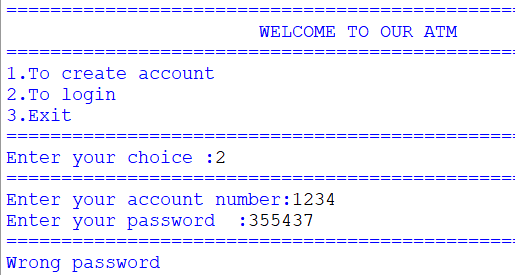 ==================================================
WELCOME TO OUR ATM
==================================================
1.To create account
2.To login
3.Exit
==================================================
Enter your choice :2
==================================================
Enter your account number:1234
Enter your password  :355437
==================================================
Wrong password